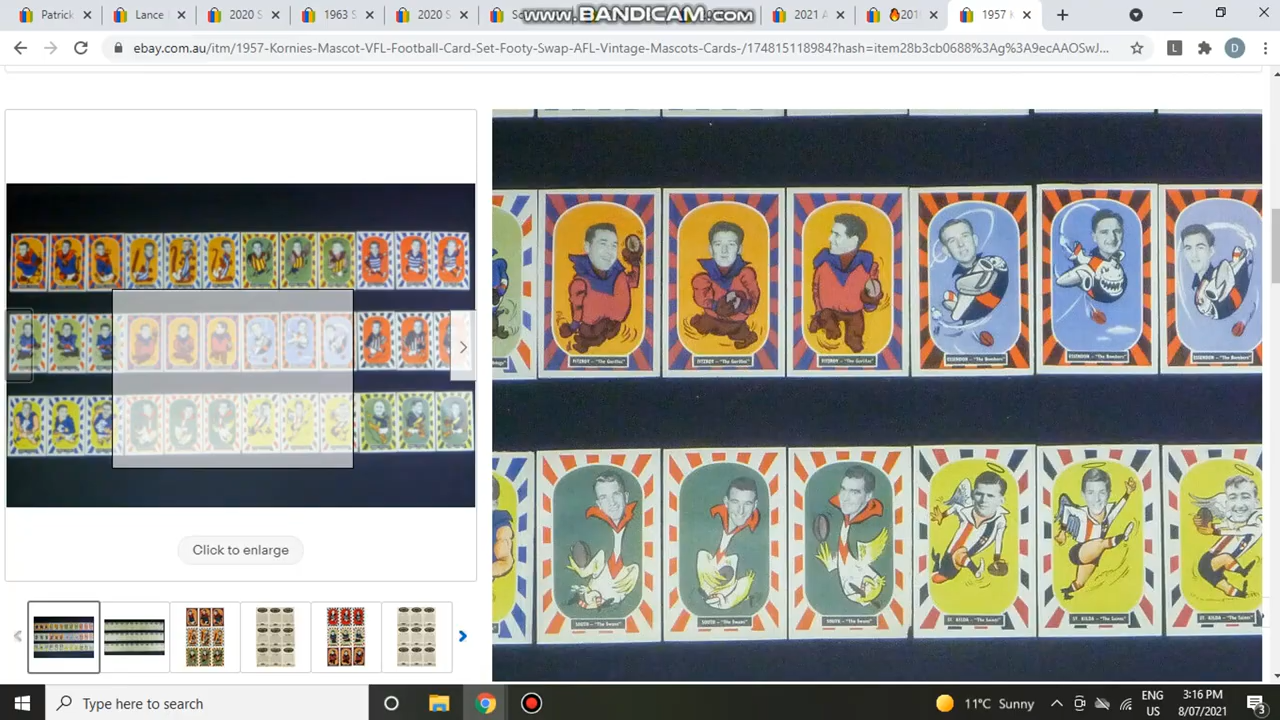 Patrick
Lance
2020 S
1963 S
2020 S
www.BANDICAM.com
2021 A
201
1957
ebay.com.au/itm/1957-Kornies-Mascot-VFL-Football-Card-Set-Footy-Swap-AFL-Vintage-Mascots-Cards-/174815118984?hash=item28b3cb0688%3Ag%3A9ecAAOSwJ...
L
D
FITZROY - "The Gorillas"
FITZROY - "The Gorillas"
FITZROY - "The Gorillas"
ESSENDON - "The Bombers"
ESSENDON - "The Bombers"
ESSENDON - "The Bombers"
SOUTH - "The Swans"
SOUTH - "The Swans"
SOUTH - "The Swans"
ST. KILDA - "The Saints"
ST. KILDA - "The Saints"
ST. KILDA - "The Saints"
Click to enlarge
Type here to search
11°C Sunny
ENG
US
3:16 PM
8/07/2021
3